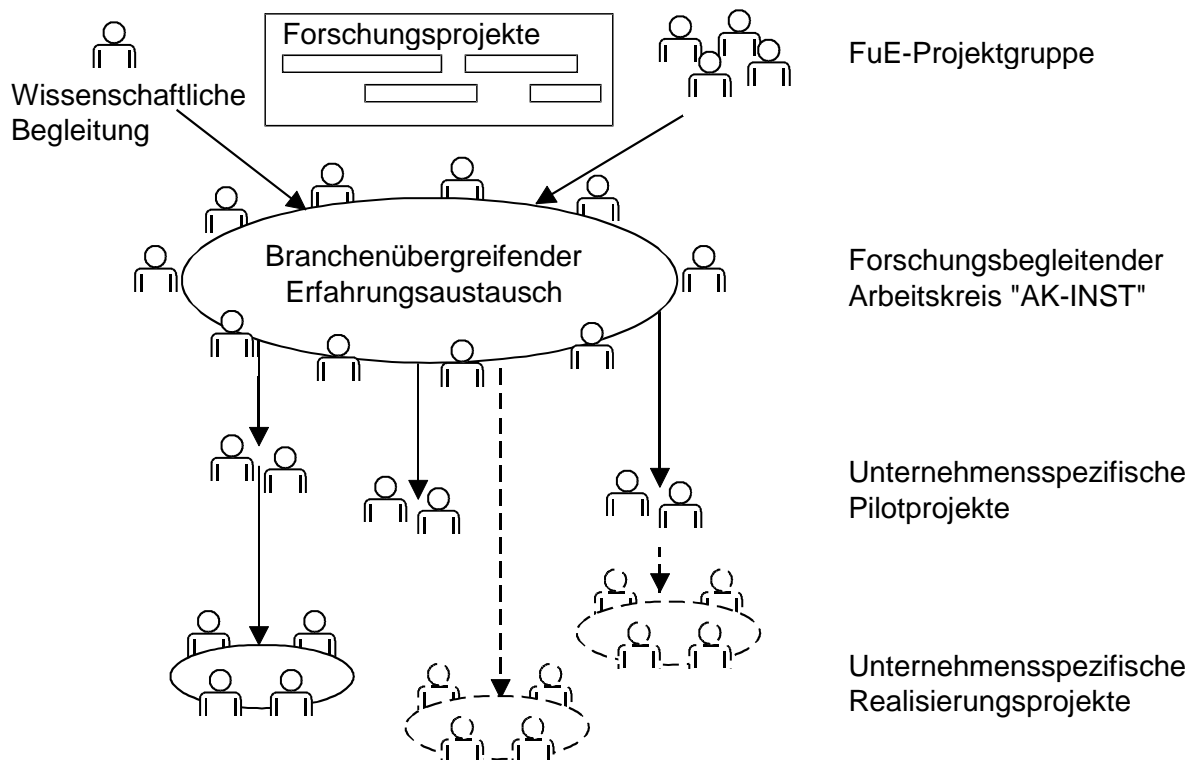 Forschungsprojekte
FuE-Projektgruppe
Wissenschaftliche
Begleitung
Branchenübergreifender
Erfahrungsaustausch
Forschungsbegleitender
Arbeitskreis "AK-INST"
Unternehmensspezifische
Pilotprojekte
Unternehmensspezifische
Realisierungsprojekte